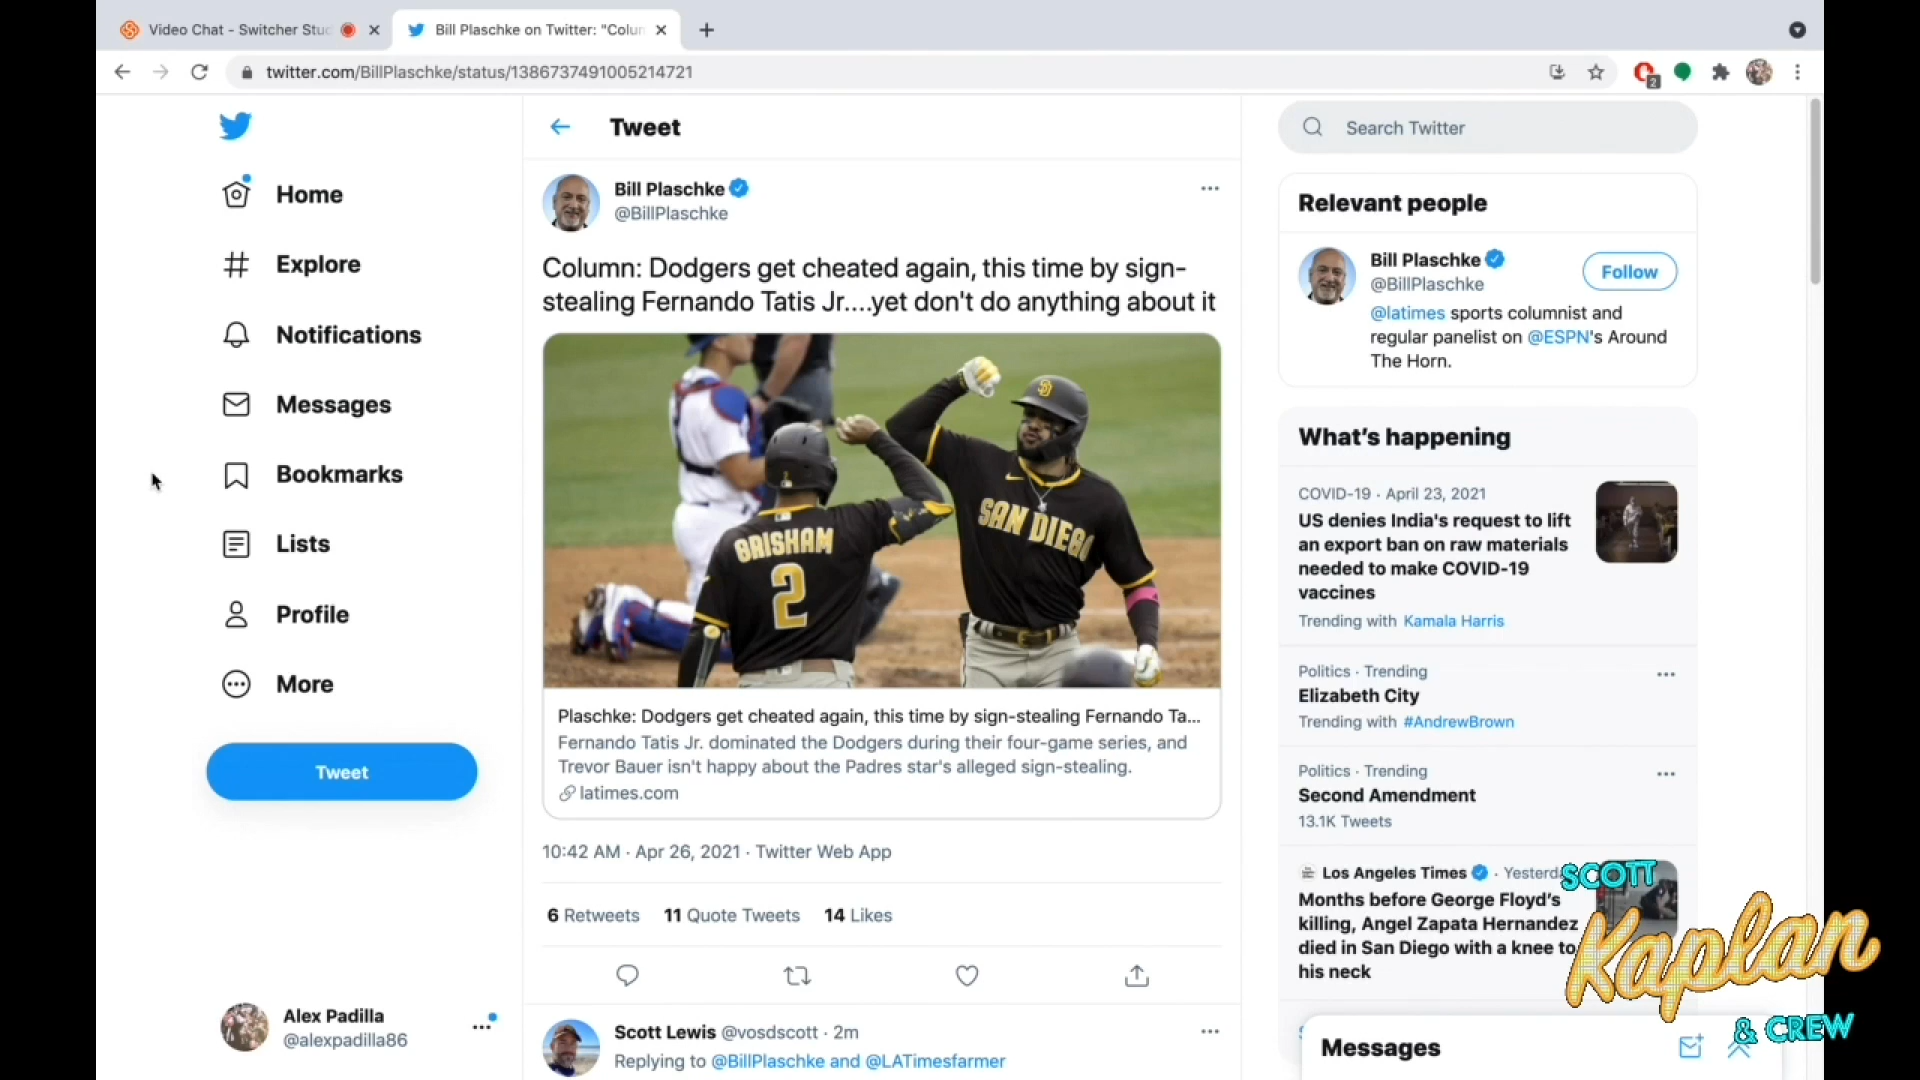 Video Chat - Switcher Stud
Bill Plaschke on Twitter: "Colum
twitter.com/BillPlaschke/status/1386737491005214721
2
Home
Explore
Notifications
Messages
Bookmarks
Lists
Profile
More
Tweet
Alex Padilla
@alexpadilla86
Tweet
Bill Plaschke
@BillPlaschke
Column: Dodgers get cheated again, this time by sign-
stealing Fernando Tatis Jr....yet don't do anything about it
SD
SAN DIEGO
GRISHAM
2
Plaschke: Dodgers get cheated again, this time by sign-stealing Fernando Ta...
Fernando Tatis Jr. dominated the Dodgers during their four-game series, and
Trevor Bauer isn't happy about the Padres star's alleged sign-stealing.
latimes.com
10:42 AM · Apr 26, 2021 · Twitter Web App
6 Retweets 11 Quote Tweets 14 Likes
Scott Lewis @vosdscott · 2m
Replying to @BillPlaschke and @LATimesfarmer
Search Twitter
Relevant people
Bill Plaschke
@BillPlaschke
Follow
@latimes sports columnist and
regular panelist on @ESPN's Around
The Horn.
What's happening
COVID-19 · April 23, 2021
US denies India's request to lift
an export ban on raw materials
needed to make COVID-19
vaccines
Trending with Kamala Harris
Politics · Trending
Elizabeth City
Trending with #AndrewBrown
Politics · Trending
Second Amendment
13.1K Tweets
Los Angeles Times · Yesterd
Months before George Floyd's
killing, Angel Zapata Hernandez
died in San Diego with a knee to
his neck
Messages
SCOTT
Kaplan
& CREW